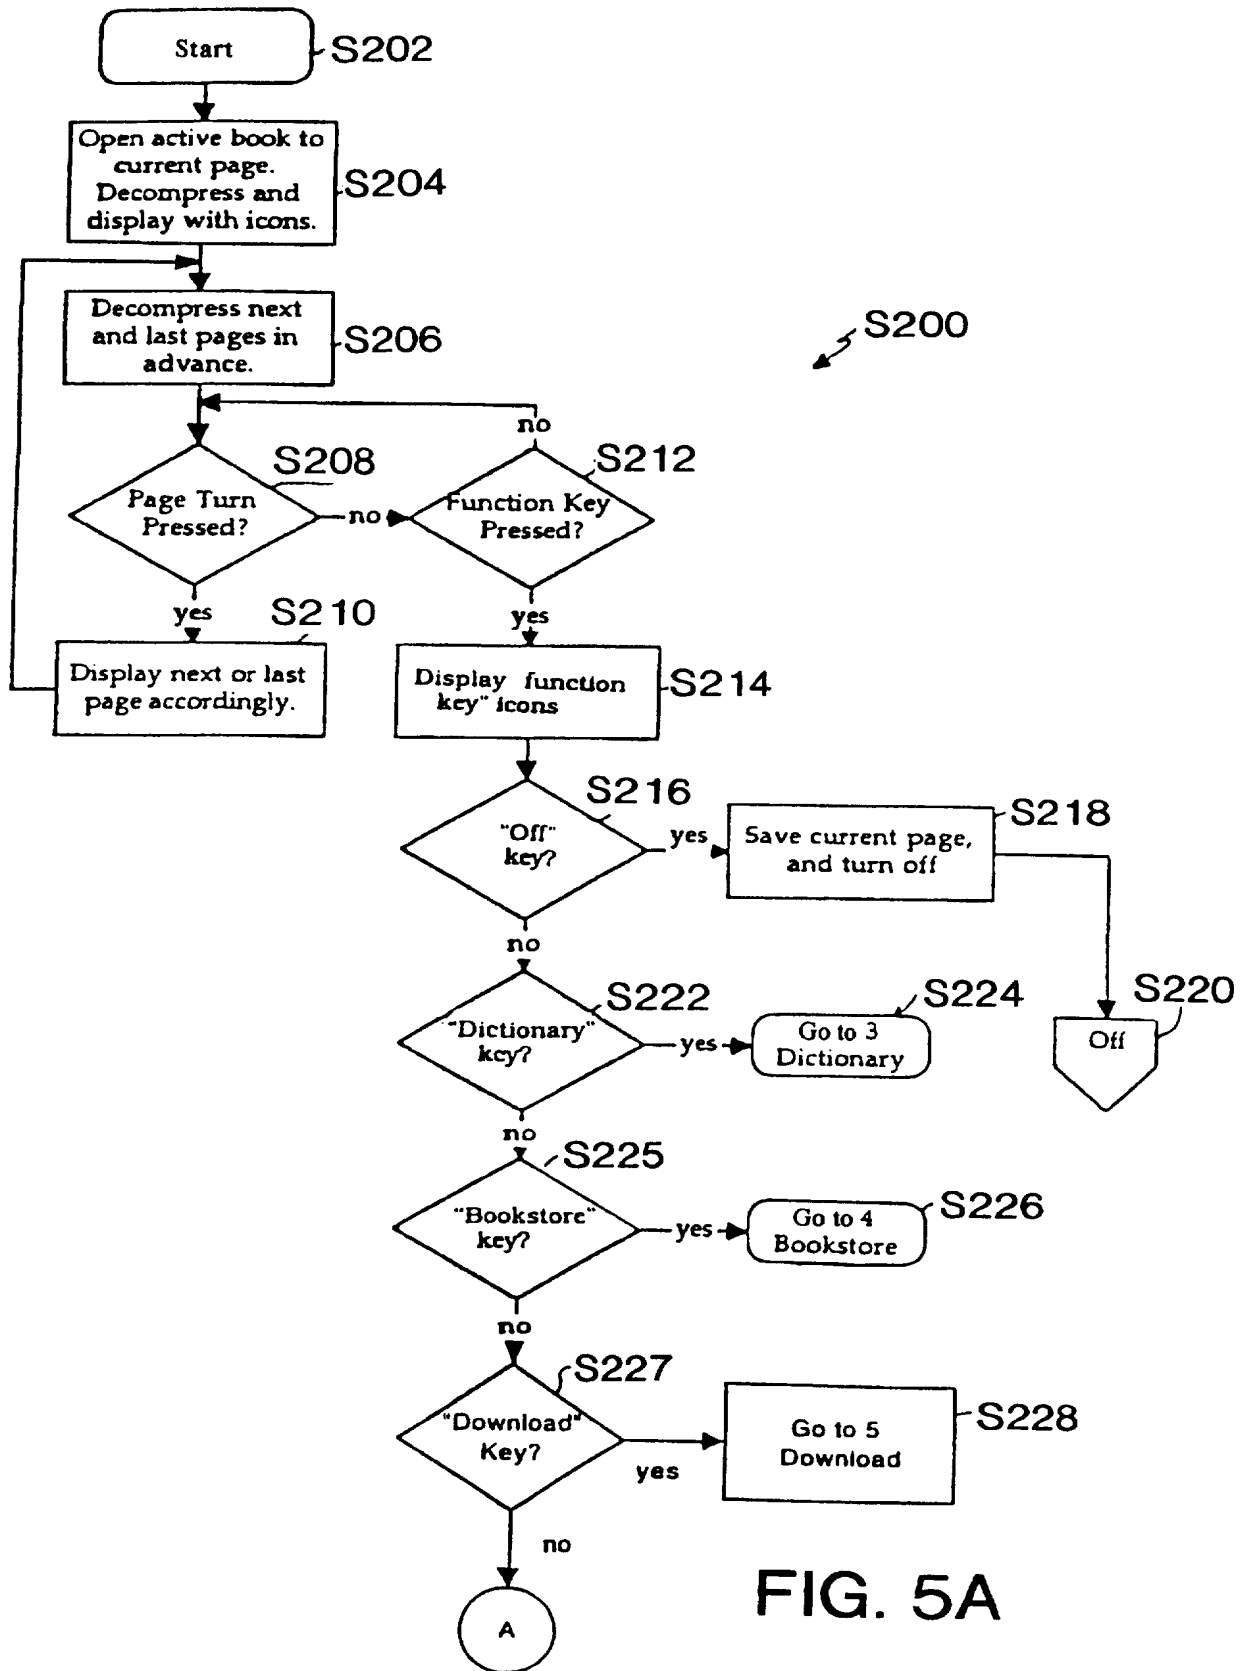 Start
S202
Open active book to
current page.
Decompress and
display with icons.
S204
Decompress next
and last pages in
advance.
S206
S200
no
S208
S212
Page Turn
Pressed?
no
Function Key
Pressed?
yes
S210
yes
Display next or last
page accordingly.
Display function
key" icons
S214
S216
"Off"
key?
yes
Save current page,
and turn off
S218
no
S222
"Dictionary"
key?
yes
Go to 3
Dictionary
S224
Off
S220
no
S225
"Bookstore"
key?
yes
Go to 4
Bookstore
S226
no
S227
"Download"
Key?
yes
Go to 5
Download
S228
no
A
FIG. 5A